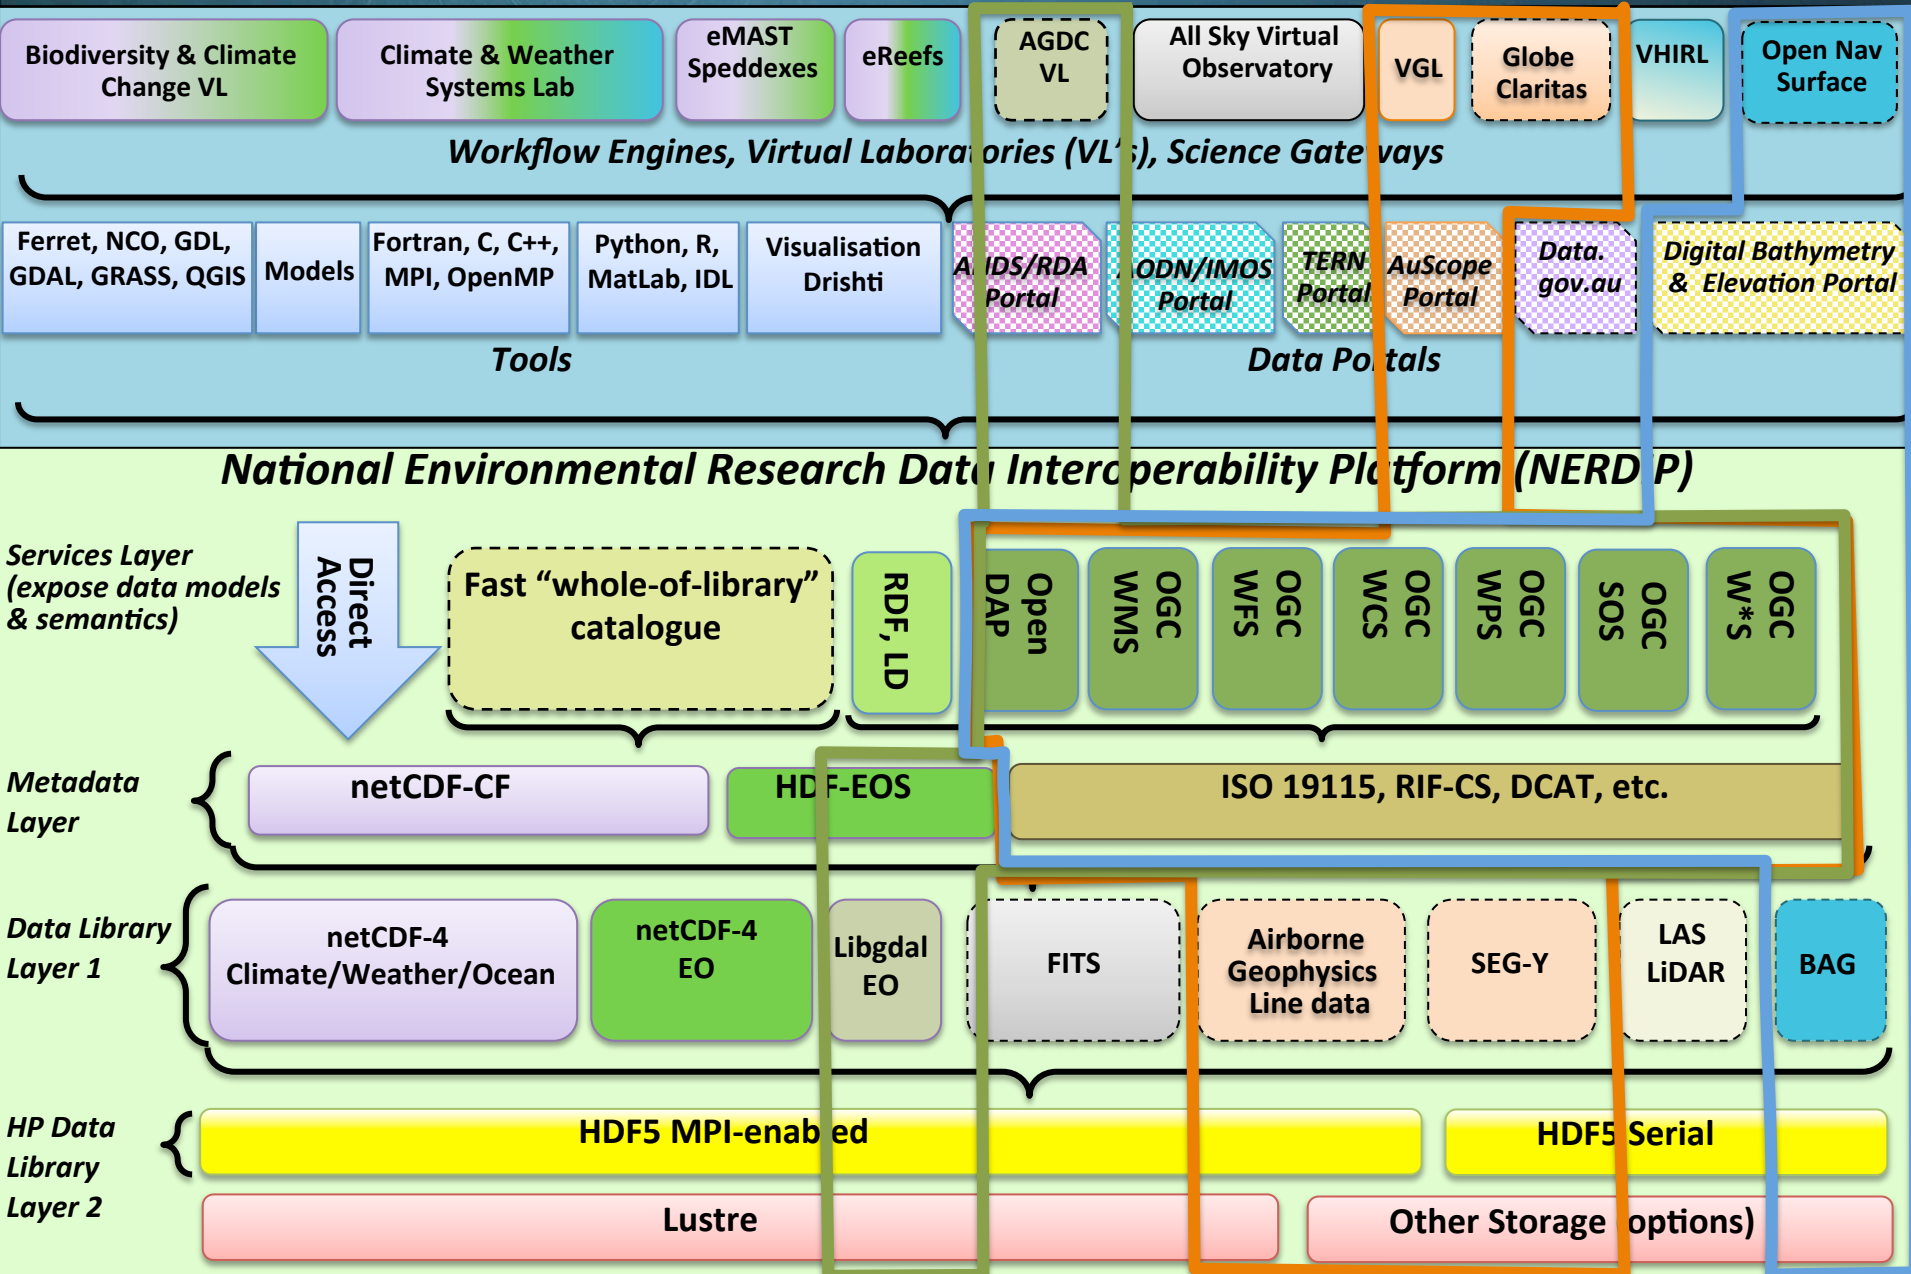 Biodiversity & Climate
Change VL
Climate & Weather
Systems Lab
eMAST
Speddexes
eReefs
AGDC
VL
All Sky Virtual
Observatory
VGL
Globe
Claritas
VHIRL
Open Nav
Surface
Workflow Engines, Virtual Laboratories (VL's), Science Gateways
Ferret, NCO, GDL,
GDAL, GRASS, QGIS
Models
Fortran, C, C++,
MPI, OpenMP
Python, R,
MatLab, IDL
Visualisation
Drishti
ANDS/RDA
Portal
AODN/IMOS
Portal
TERN
Portal
AuScope
Portal
Data.
gov.au
Digital Bathymetry
& Elevation Portal
Tools
Data Portals
National Environmental Research Data Interoperability Platform (NERDIP)
Services Layer
(expose data models
& semantics)
Direct
Access
Fast “whole-of-library”
catalogue
RDF, LD
Open
DAP
OGC
WMS
OGC
WFS
OGC
WCS
OGC
WPS
OGC
SOS
OGC
W*S
Metadata
Layer
netCDF-CF
HDF-EOS
ISO 19115, RIF-CS, DCAT, etc.
Data Library
Layer 1
netCDF-4
Climate/Weather/Ocean
netCDF-4
EO
Libgdal
EO
FITS
Airborne
Geophysics
Line data
SEG-Y
LAS
LiDAR
BAG
HP Data
Library
Layer 2
HDF5 MPI-enabled
HDF5 Serial
Lustre
Other Storage (options)